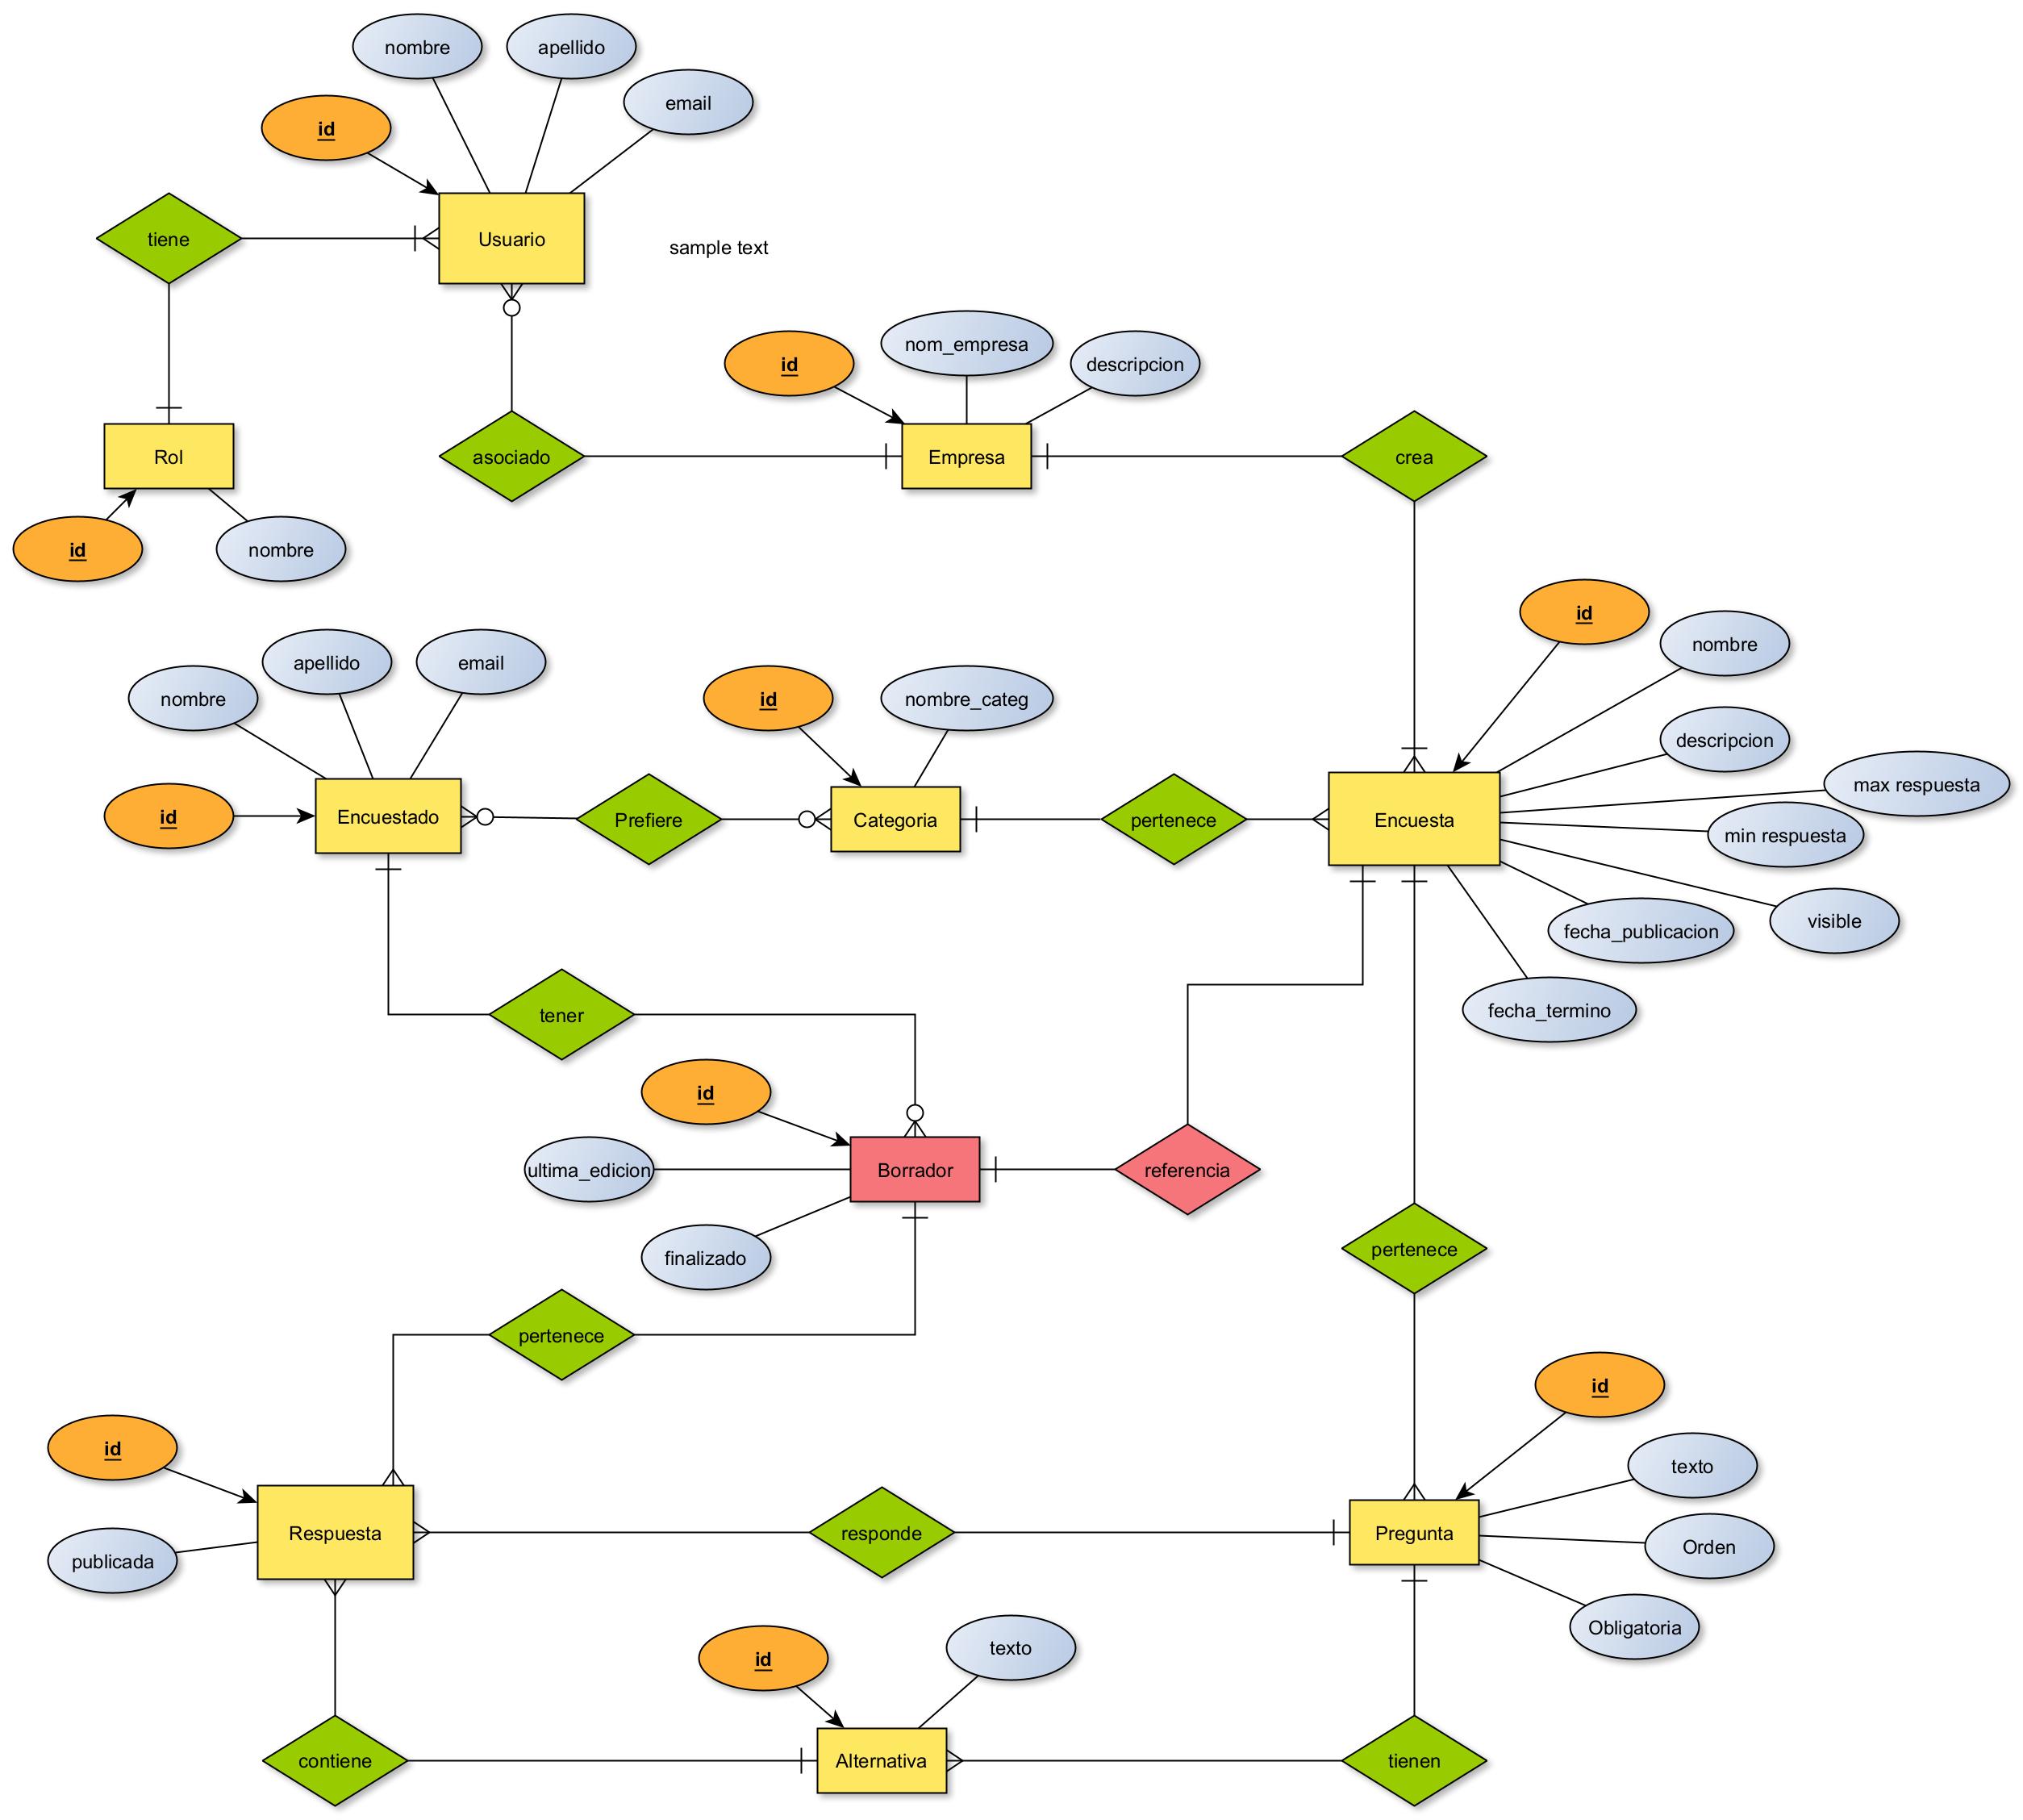 nombre
apellido
email
id
tiene
Usuario
sample text
id
nom_empresa
descripcion
Rol
asociado
Empresa
crea
id
nombre
id
nombre
apellido
email
nombre
id
nombre_categ
descripcion
max respuesta
id
Encuestado
Prefiere
Categoria
pertenece
Encuesta
min respuesta
visible
fecha_publicacion
fecha_termino
tener
id
ultima_edicion
Borrador
referencia
finalizado
pertenece
pertenece
id
id
texto
publicada
Respuesta
responde
Pregunta
Orden
Obligatoria
id
texto
contiene
Alternativa
tienen